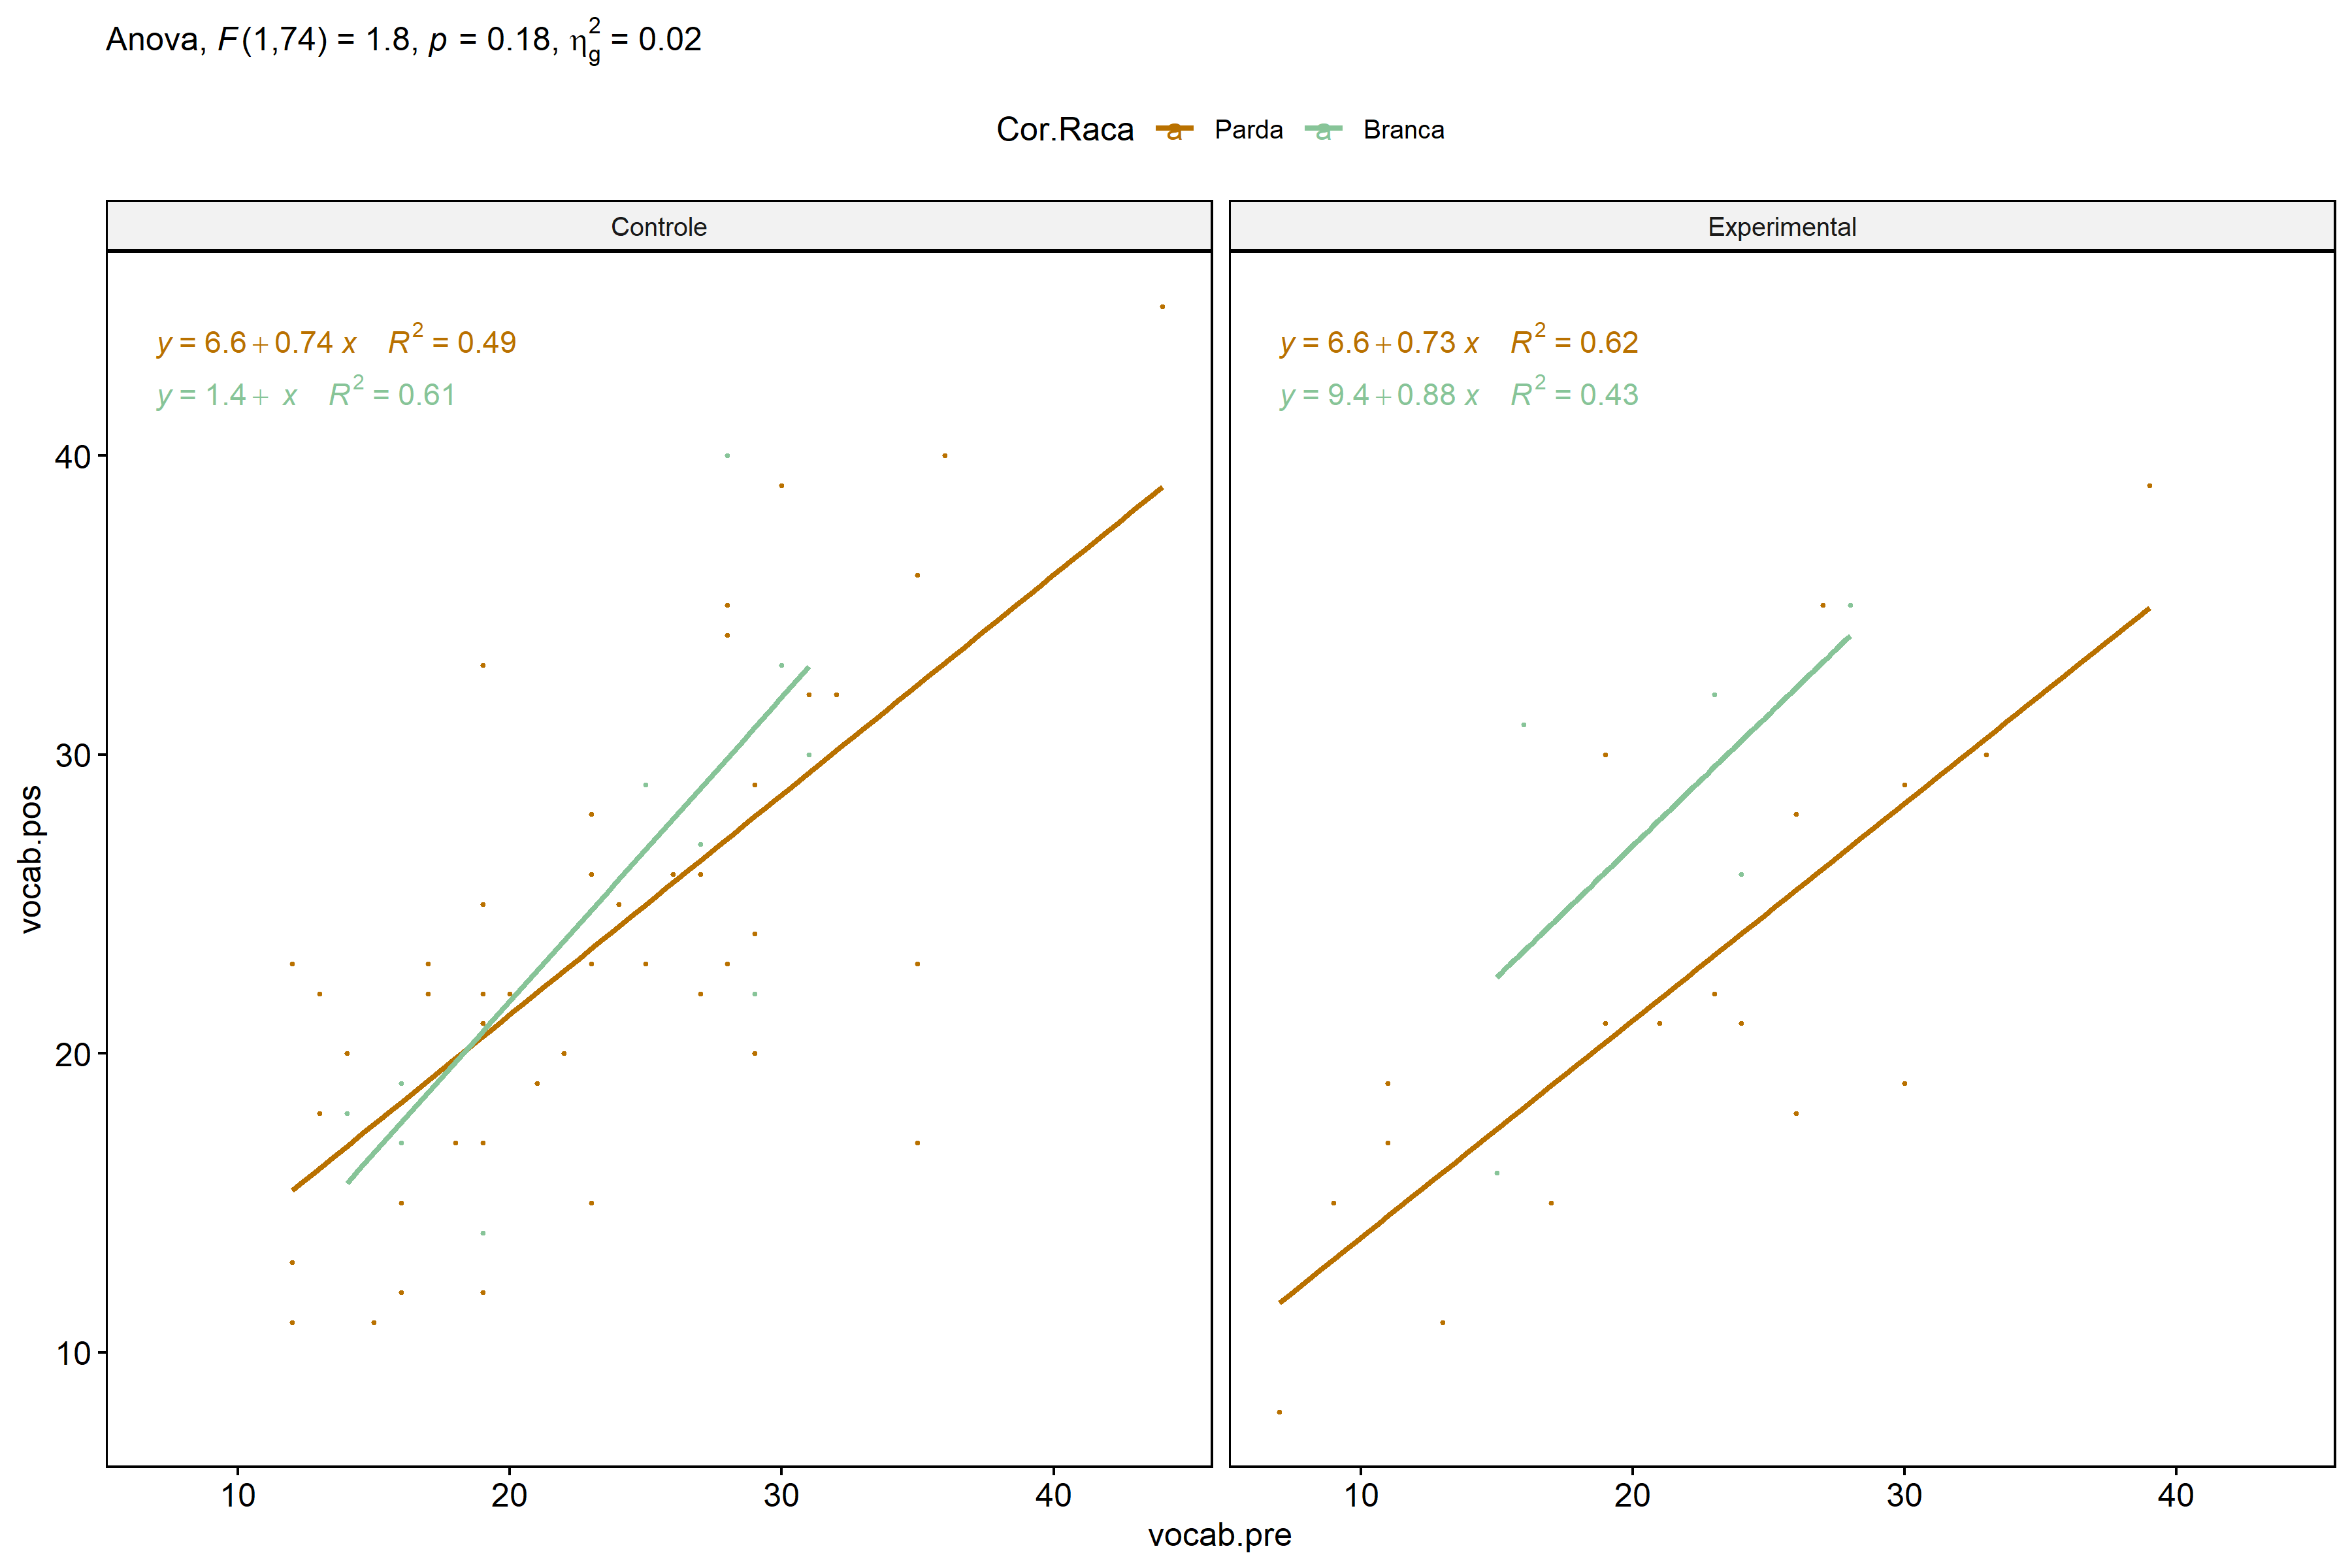 Anova, F(1,74) = 1.8, p = 0.18, η²g = 0.02
Cor.Raca a Parda a Branca
Controle
Experimental
y = 6.6 + 0.74 x R² = 0.49
y = 1.4 + x R² = 0.61
y = 6.6 + 0.73 x R² = 0.62
y = 9.4 + 0.88 x R² = 0.43
vocab.pos
40
30
20
10
10 20 30 40
10 20 30 40
vocab.pre